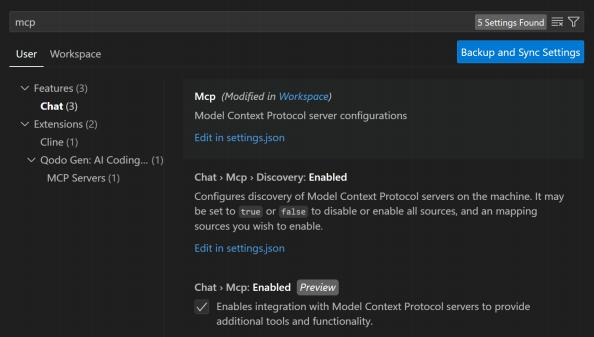 mcp
5 Settings Found
User Workspace
Backup and Sync Settings
Features (3)
Chat (3)
Extensions (2)
Cline (1)
Qodo Gen: AI Coding... (1)
MCP Servers (1)
Mcp (Modified in Workspace)
Model Context Protocol server configurations
Edit in settings.json
Chat › Mcp › Discovery: Enabled
Configures discovery of Model Context Protocol servers on the machine. It may
be set to true or false to disable or enable all sources, and an mapping
sources you wish to enable.
Edit in settings.json
Chat › Mcp: Enabled Preview
Enables integration with Model Context Protocol servers to provide
additional tools and functionality.